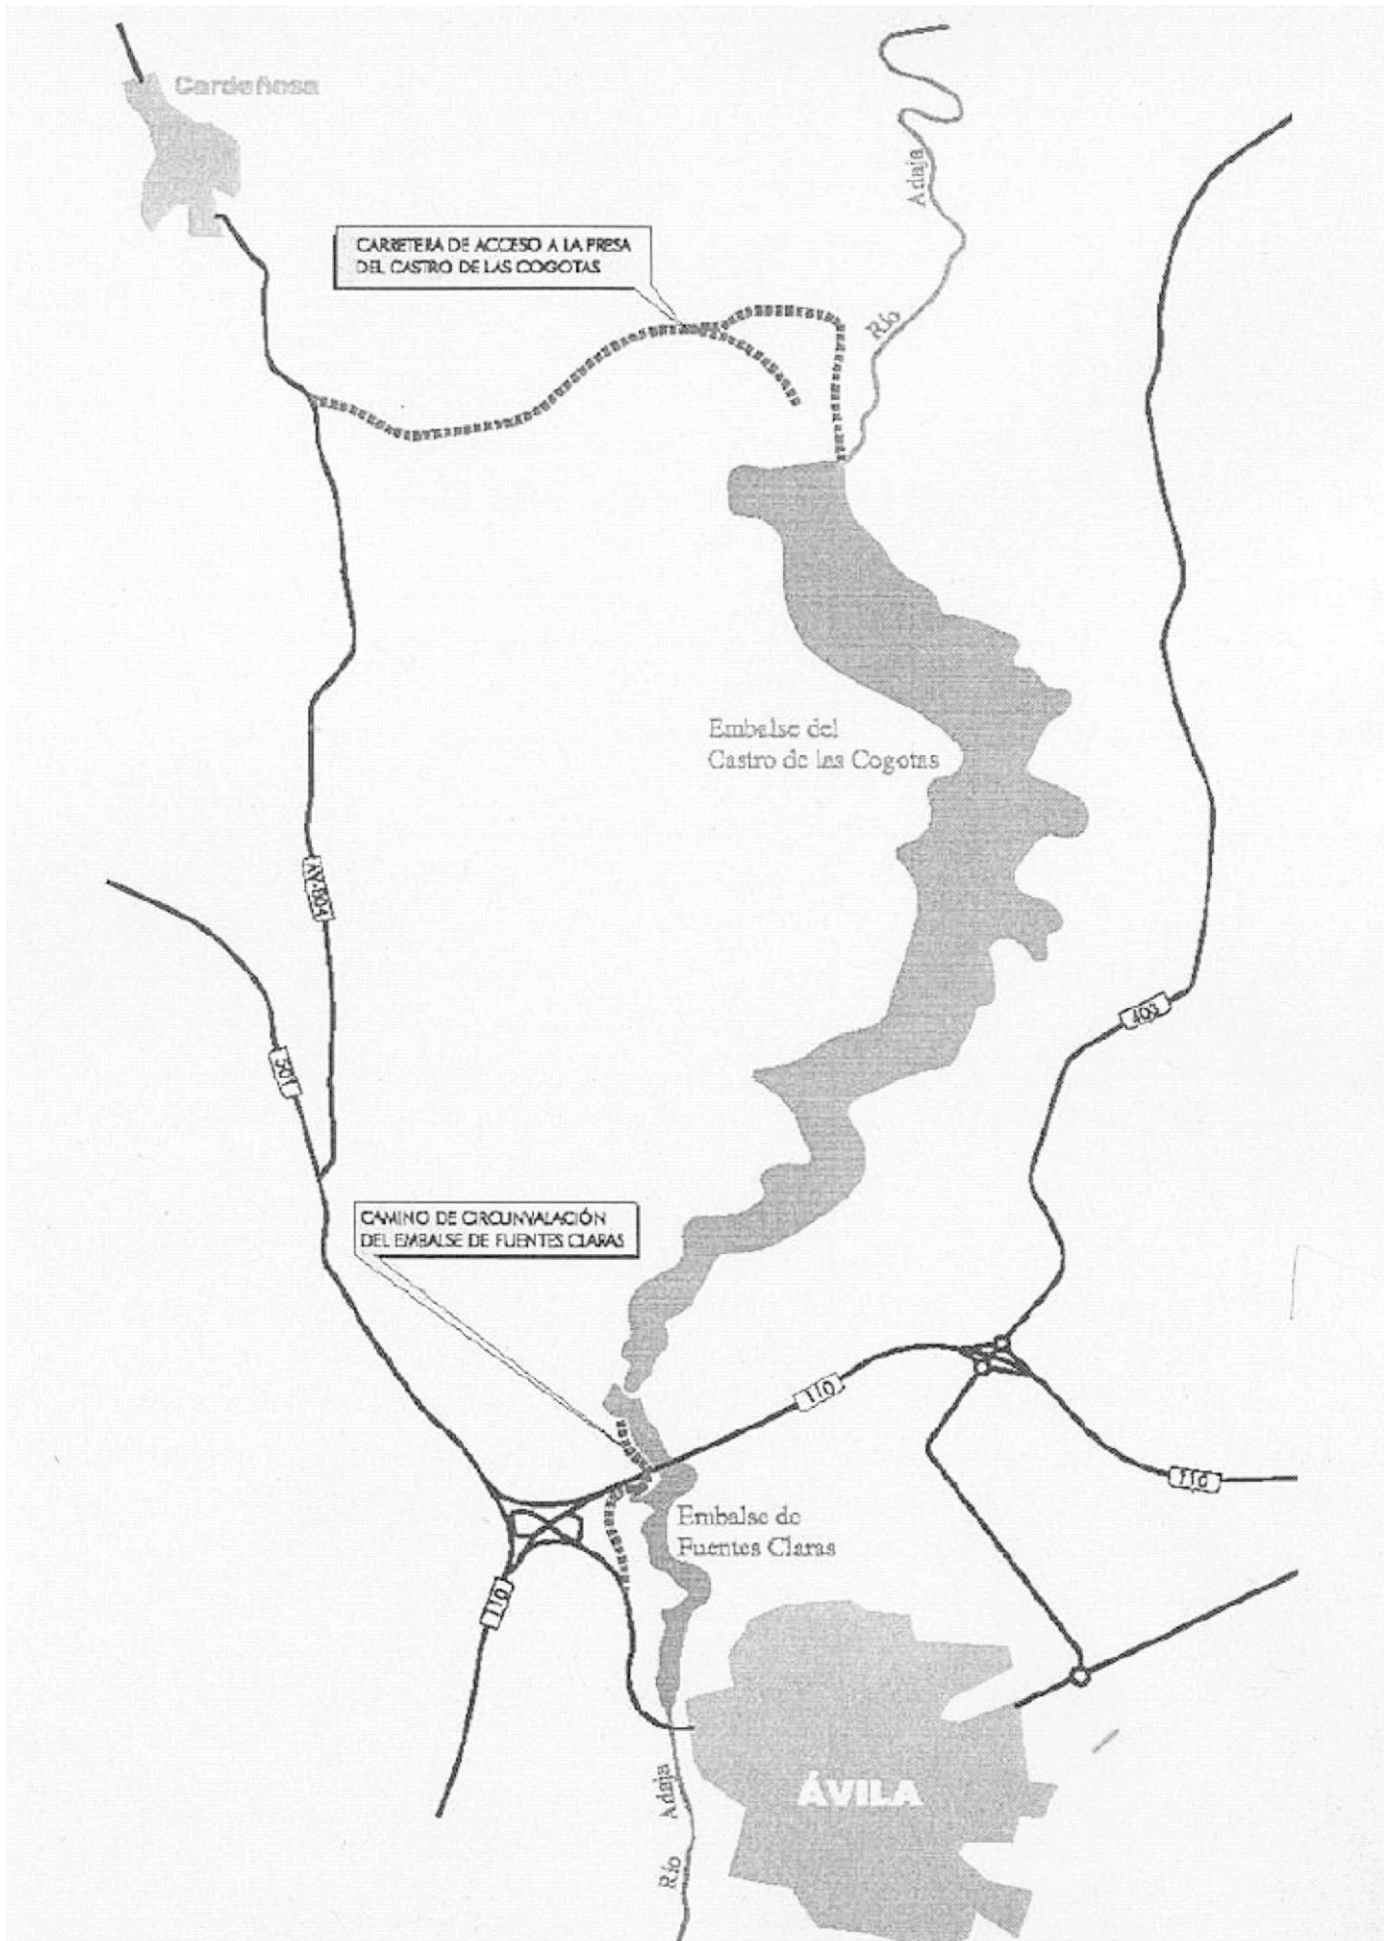 Cardeñosa
Adaja
Río
CARRETERA DE ACCESO A LA PRESA
DEL CASTRO DE LAS COGOTAS
Embalse del
Castro de las Cogotas
AV-804
403
501
CAMINO DE CIRCUNVALACIÓN
DEL EMBALSE DE FUENTES CLARAS
110
110
Embalse de
Fuentes Claras
110
ÁVILA
Adaja
Río